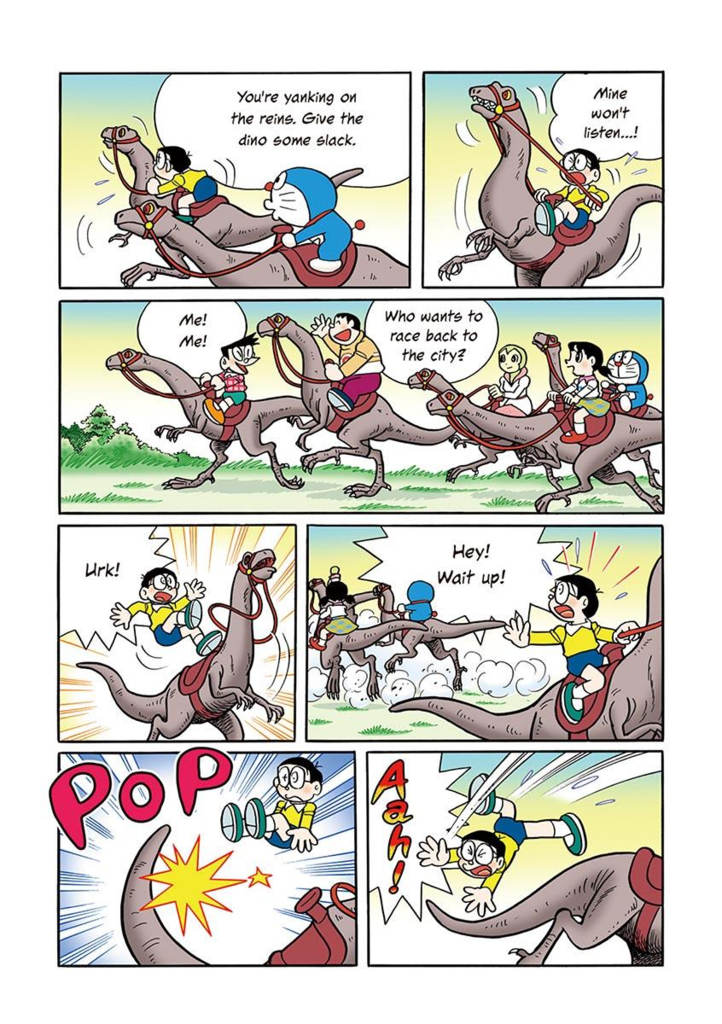 You're yanking on
the reins. Give the
dino some slack.
Mine
won't
listen...!
Me!
Me!
Who wants to
race back to
the city?
Urk!
Hey!
Wait up!
POP
Aah!